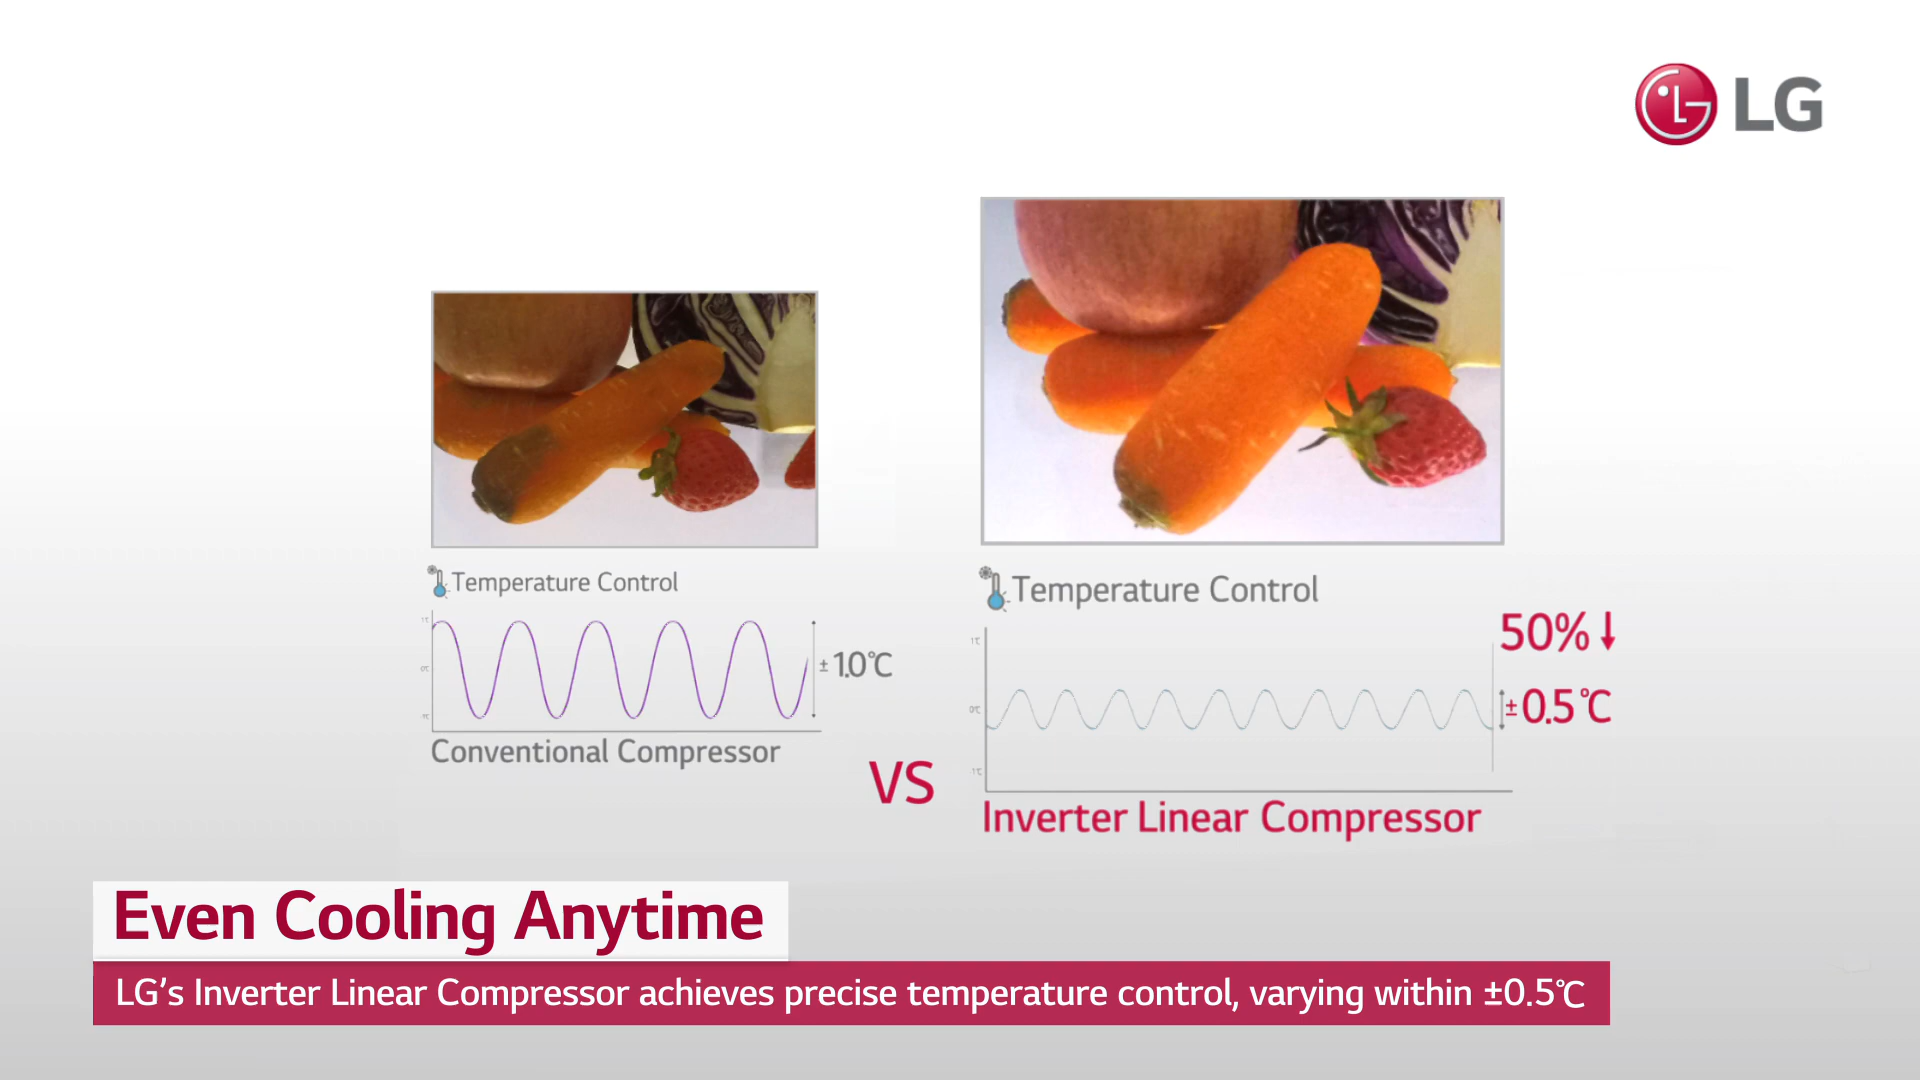 LG
Temperature Control
±1.0℃
Conventional Compressor
VS
Temperature Control
50%↓
±0.5℃
Inverter Linear Compressor
Even Cooling Anytime
LG's Inverter Linear Compressor achieves precise temperature control, varying within ±0.5℃